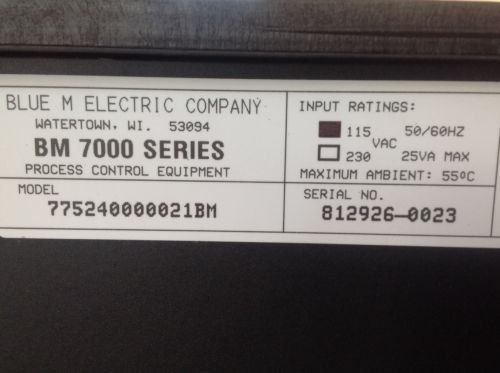 BLUE M ELECTRIC COMPANY
WATERTOWN, WI. 53094
BM 7000 SERIES
PROCESS CONTROL EQUIPMENT
MODEL
775240000021BM
INPUT RATINGS:
115 50/60HZ
VAC
230 25VA MAX
MAXIMUM AMBIENT: 55ºC
SERIAL NO.
812926-0023